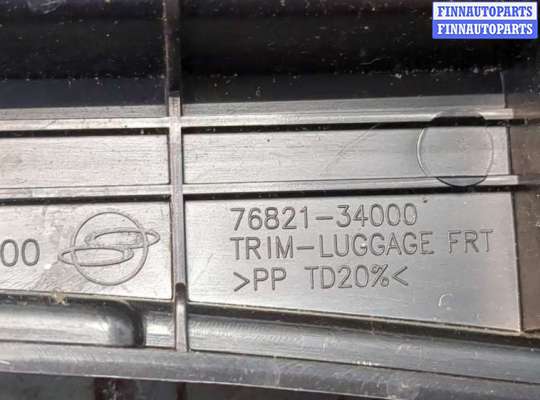 FINNAUTOPARTS
FINNAUTOPARTS
00
76821-34000
TRIM-LUGGAGE FRT
>PP TD20%<